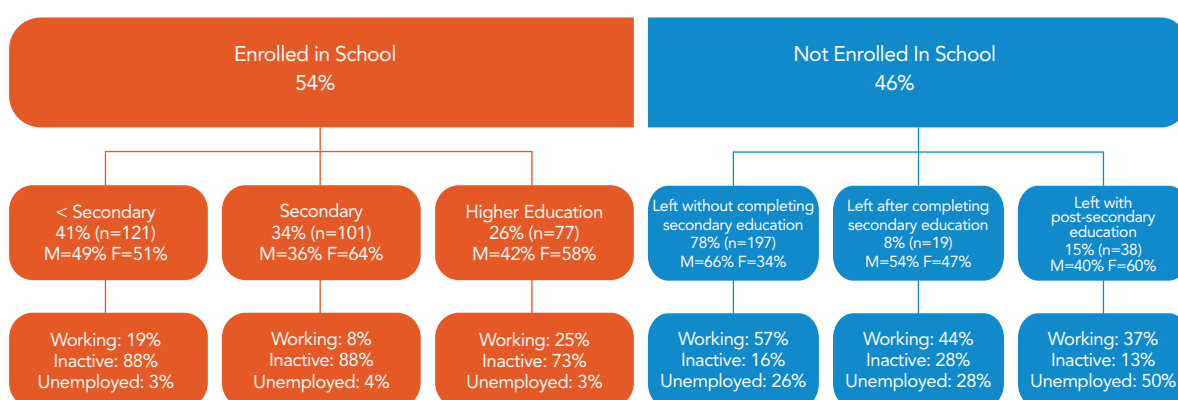 Enrolled in School
54%
Not Enrolled In School
46%
< Secondary
41% (n=121)
M=49% F=51%
Secondary
34% (n=101)
M=36% F=64%
Higher Education
26% (n=77)
M=42% F=58%
Left without completing
secondary education
78% (n=197)
M=66% F=34%
Left after completing
secondary education
8% (n=19)
M=54% F=47%
Left with
post-secondary
education
15% (n=38)
M=40% F=60%
Working: 19%
Inactive: 88%
Unemployed: 3%
Working: 8%
Inactive: 88%
Unemployed: 4%
Working: 25%
Inactive: 73%
Unemployed: 3%
Working: 57%
Inactive: 16%
Unemployed: 26%
Working: 44%
Inactive: 28%
Unemployed: 28%
Working: 37%
Inactive: 13%
Unemployed: 50%